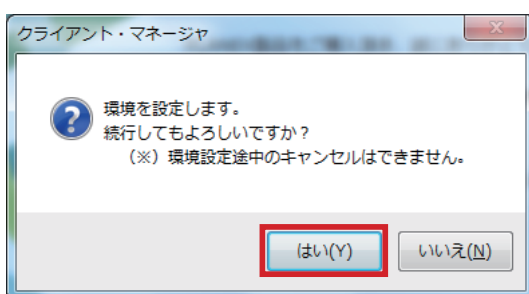 クライアント・マネージャ
環境を設定します。
続行してもよろしいですか?
(※)環境設定途中のキャンセルはできません。
はい(Y)
いいえ(N)